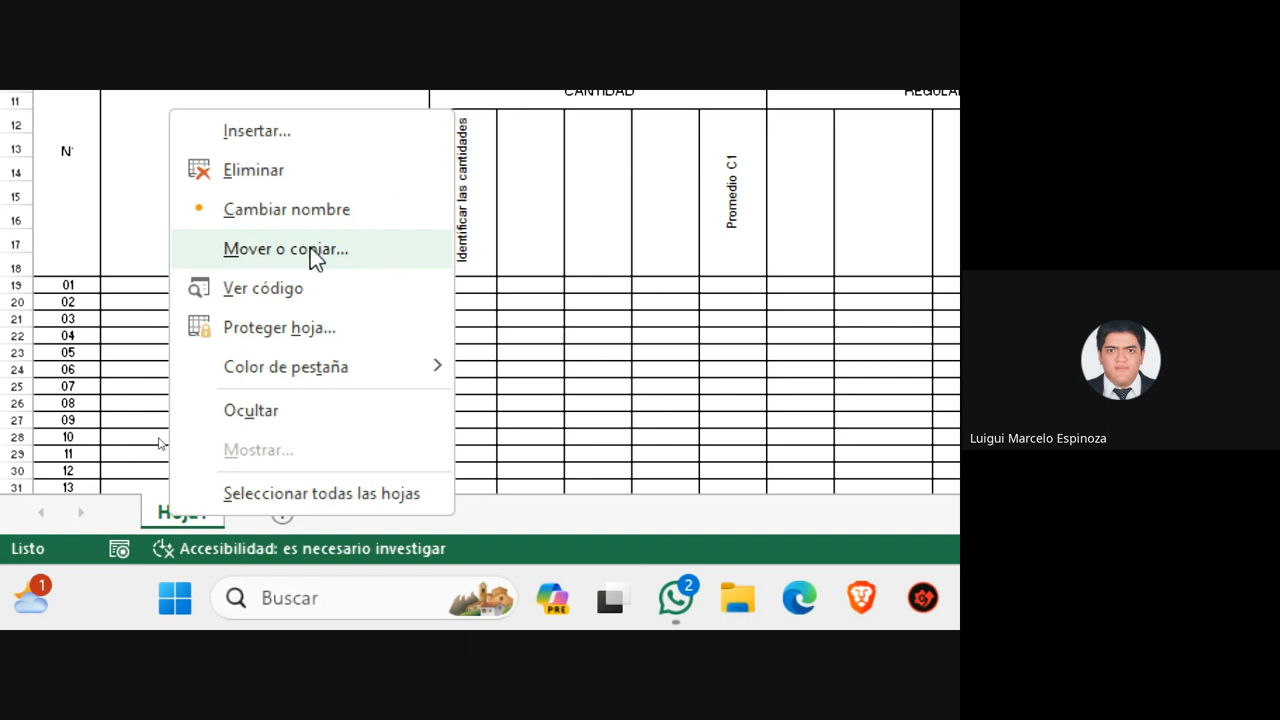 CANTIDAD
REGULA
11
12
13
14
15
16
17
18
19
20
21
22
23
24
25
26
27
28
29
30
31
N°
01
02
03
04
05
06
07
08
09
10
11
12
13
Identificar las cantidades
Promedio C1
Insertar...
Eliminar
Cambiar nombre
Mover o copiar...
Ver código
Proteger hoja...
Color de pestaña
Ocultar
Mostrar...
Seleccionar todas las hojas
Hoja1
Listo
Accesibilidad: es necesario investigar
1
Buscar
PRE
2
Luigui Marcelo Espinoza